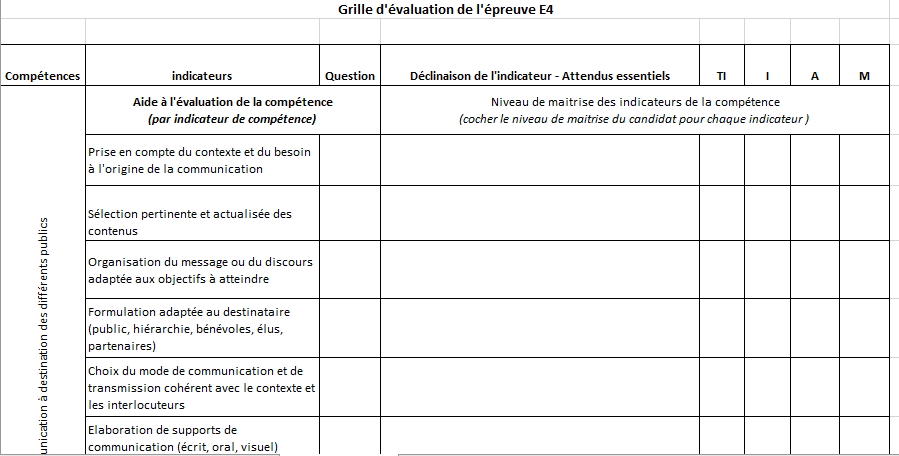 Grille d'évaluation de l'épreuve E4
Compétences indicateurs Question Déclinaison de l'indicateur - Attendus essentiels TI I A M
Aide à l'évaluation de la compétence
(par indicateur de compétence)
Niveau de maitrise des indicateurs de la compétence
(cocher le niveau de maitrise du candidat pour chaque indicateur )
Prise en compte du contexte et du besoin
à l'origine de la communication
Sélection pertinente et actualisée des
contenus
Organisation du message ou du discours
adaptée aux objectifs à atteindre
Formulation adaptée au destinataire
(public, hiérarchie, bénévoles, élus,
partenaires)
Choix du mode de communication et de
transmission cohérent avec le contexte et
les interlocuteurs
Elaboration de supports de
communication (écrit, oral, visuel)
unication à destination des différents publics